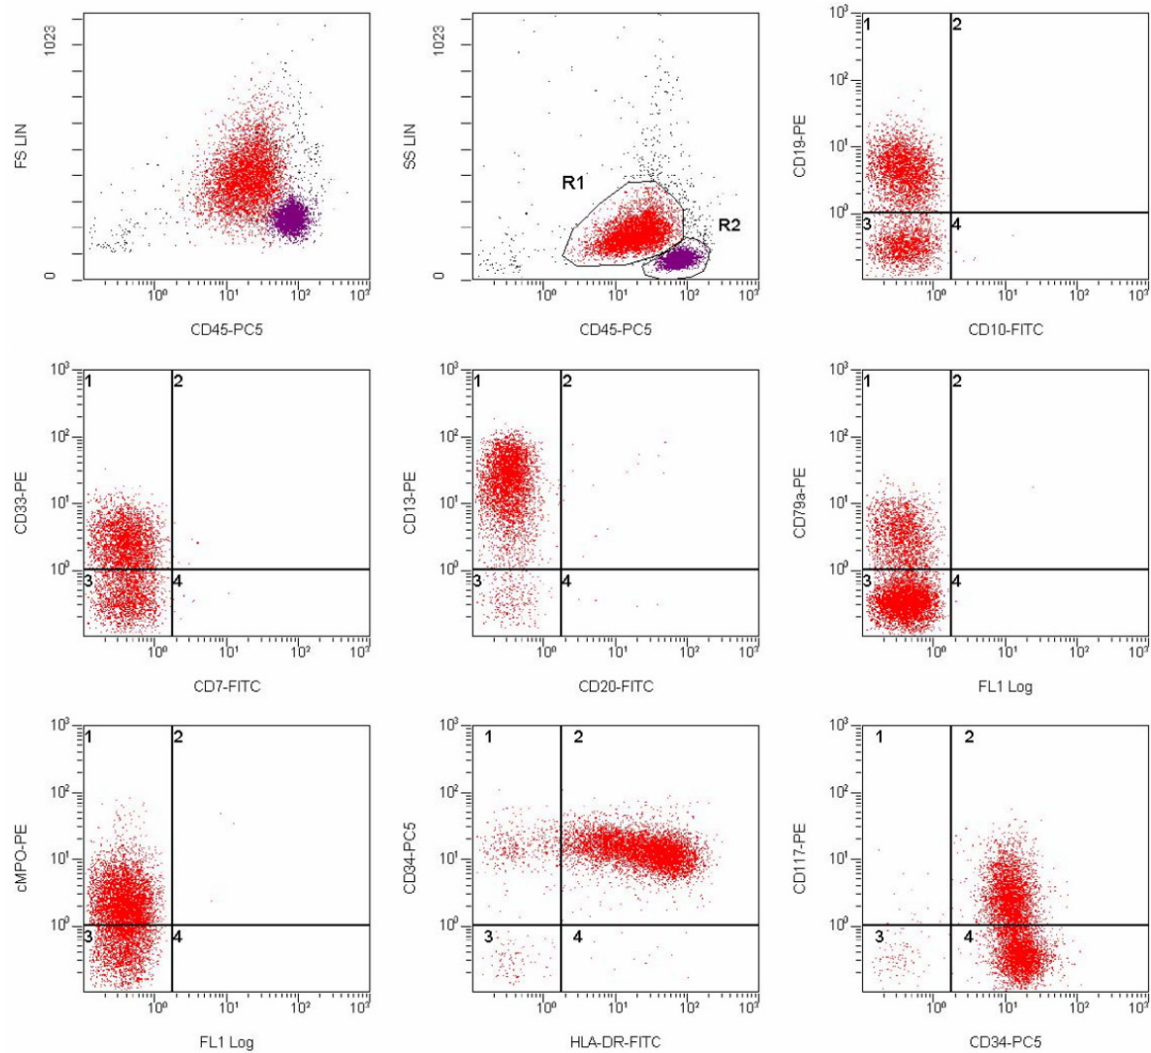 1023
FS LIN
0
10⁰ 10¹ 10² 10³
CD45-PC5
1023
SS LIN
0
R1
R2
10⁰ 10¹ 10² 10³
CD45-PC5
10³
10²
10¹
10⁰
CD19-PE
1 2
3 4
10⁰ 10¹ 10² 10³
CD10-FITC
10³
10²
10¹
10⁰
CD33-PE
1 2
3 4
10⁰ 10¹ 10² 10³
CD7-FITC
10³
10²
10¹
10⁰
CD13-PE
1 2
3 4
10⁰ 10¹ 10² 10³
CD20-FITC
10³
10²
10¹
10⁰
CD79a-PE
1 2
3 4
10⁰ 10¹ 10² 10³
FL1 Log
10³
10²
10¹
10⁰
cMPO-PE
1 2
3 4
10⁰ 10¹ 10² 10³
FL1 Log
10³
10²
10¹
10⁰
CD34-PC5
1 2
3 4
10⁰ 10¹ 10² 10³
HLA-DR-FITC
10³
10²
10¹
10⁰
CD117-PE
1 2
3 4
10⁰ 10¹ 10² 10³
CD34-PC5